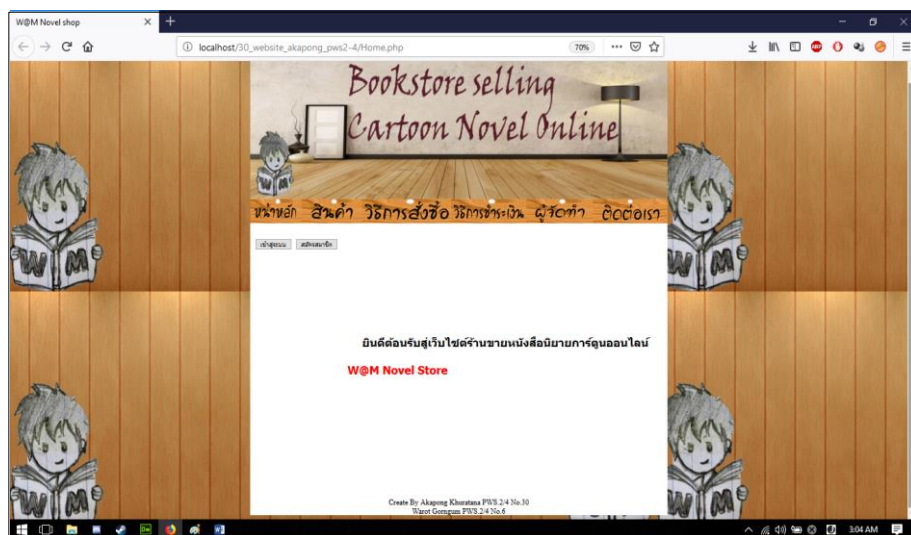 W@M Novel shop
localhost/30_website_akapong_pws2-4/Home.php
70%
Bookstore selling
Cartoon Novel Online
W M
หน้าหลัก สินค้า วิธีการสั่งซื้อ วิธีการชำระเงิน ผู้จัดทำ ติดต่อเรา
เข้าสู่ระบบ สมัครสมาชิก
ยินดีต้อนรับสู่เว็บไซต์ร้านขายหนังสือนิยายการ์ตูนออนไลน์
W@M Novel Store
Create By Akapong Khuratana PWS.2/4 No.30
Warot Gorngum PWS.2/4 No.6
W M
W M
W M
W M
3:04 AM